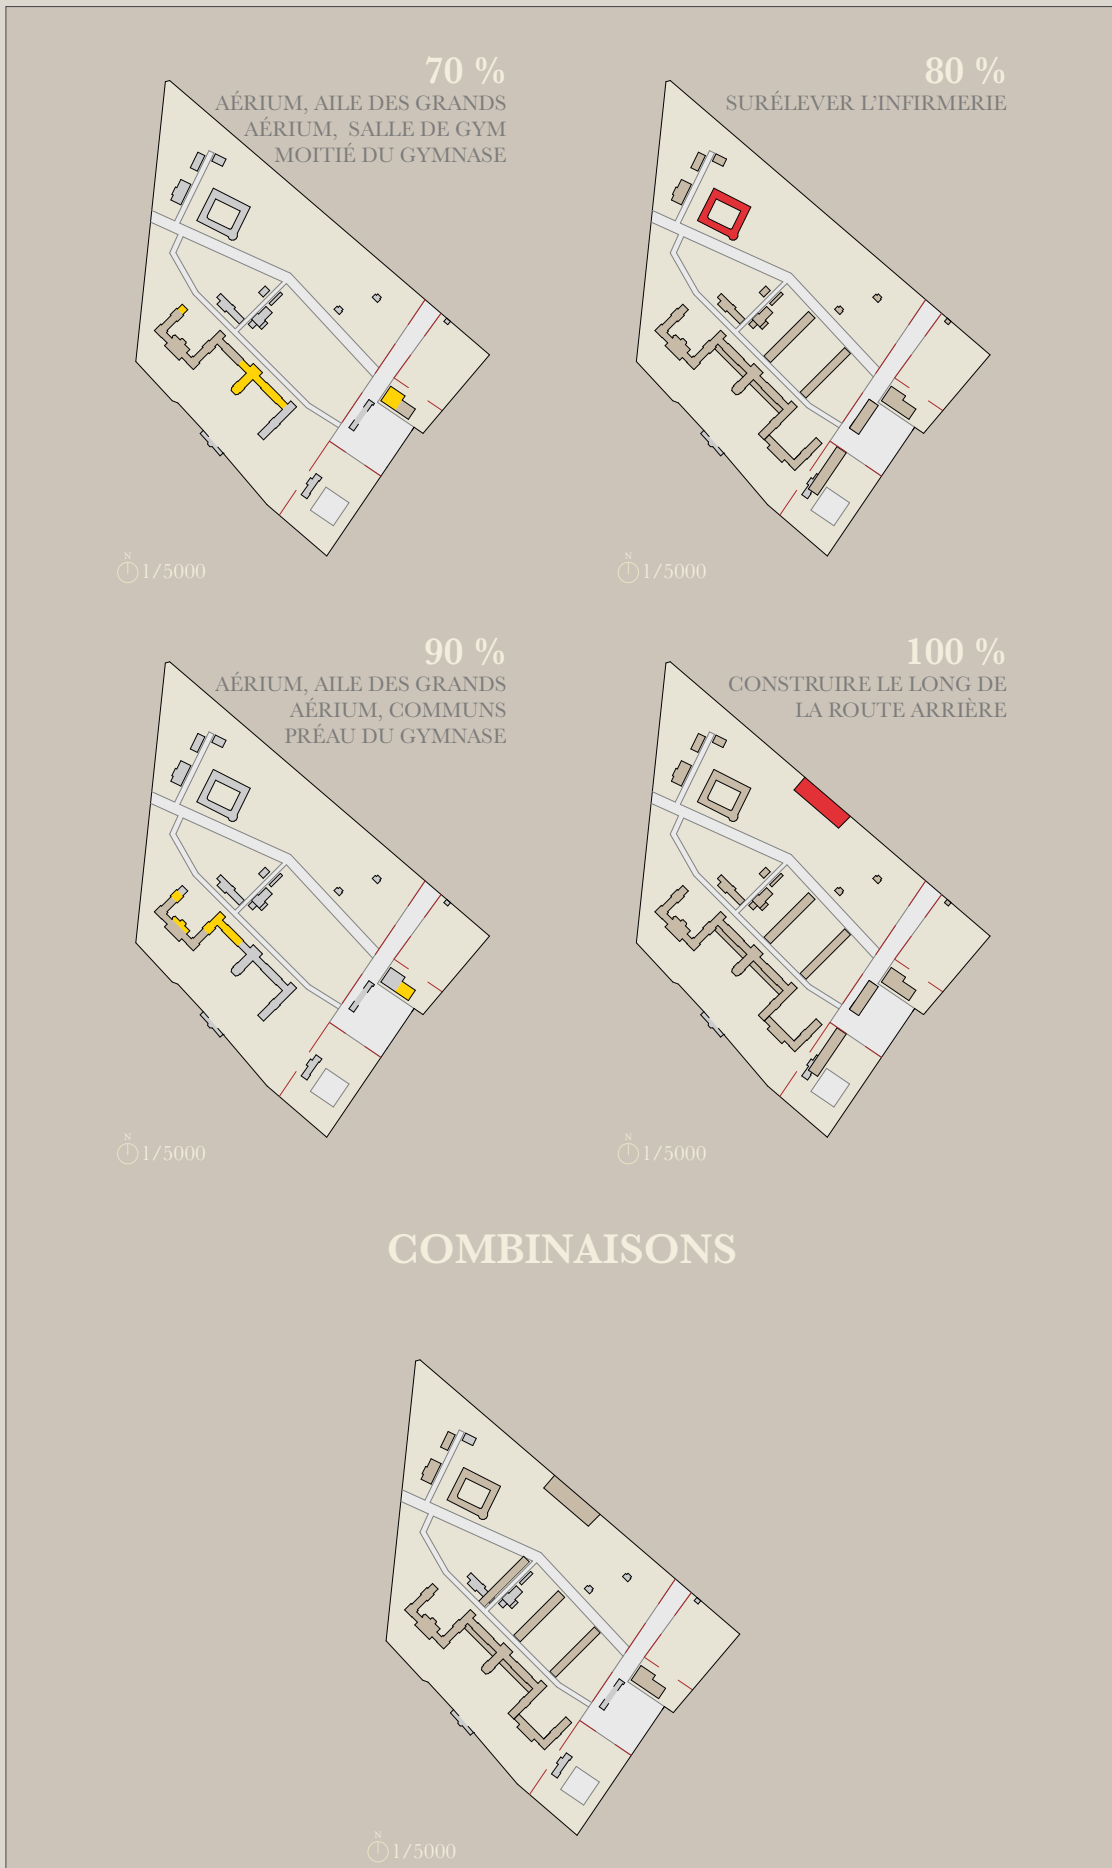 70 %
AÉRIUM, AILE DES GRANDS
AÉRIUM, SALLE DE GYM
MOITIÉ DU GYMNASE
N
1/5000
80 %
SURÉLEVER L'INFIRMERIE
N
1/5000
90 %
AÉRIUM, AILE DES GRANDS
AÉRIUM, COMMUNS
PRÉAU DU GYMNASE
N
1/5000
100 %
CONSTRUIRE LE LONG DE
LA ROUTE ARRIÈRE
N
1/5000
COMBINAISONS
N
1/5000